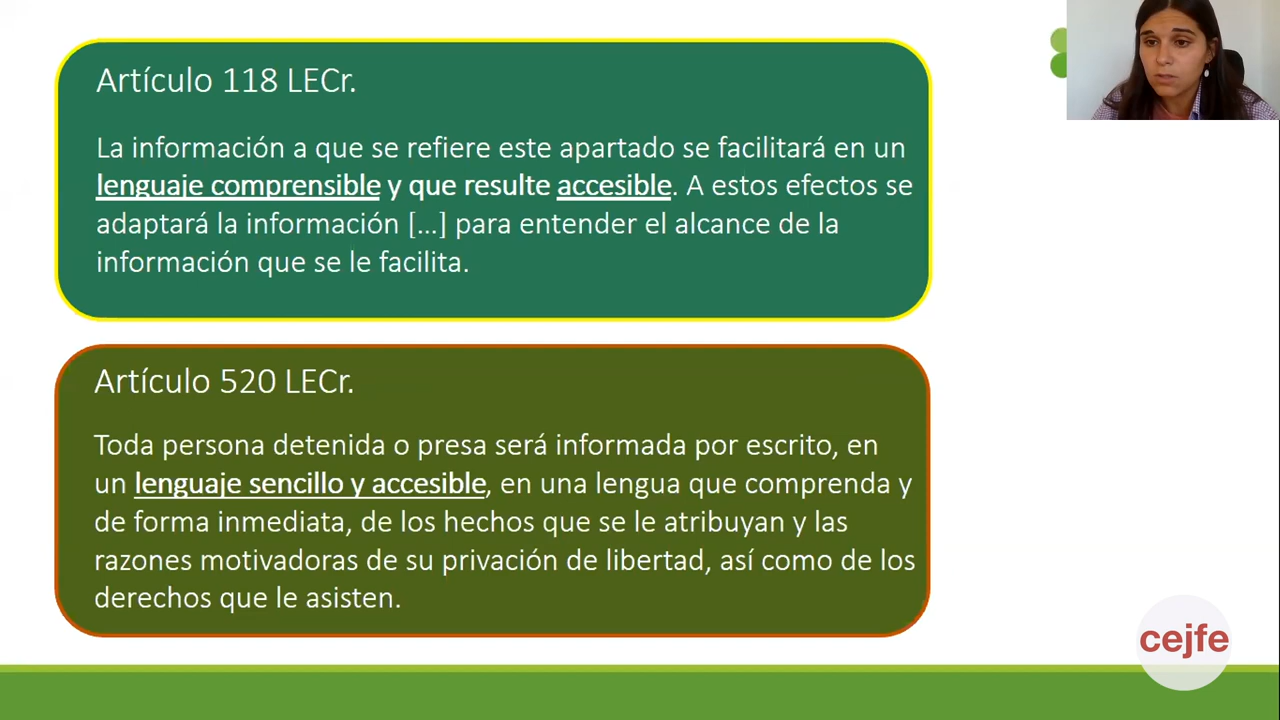 Artículo 118 LECr.
La información a que se refiere este apartado se facilitará en un
lenguaje comprensible y que resulte accesible. A estos efectos se
adaptará la información [...] para entender el alcance de la
información que se le facilita.
Artículo 520 LECr.
Toda persona detenida o presa será informada por escrito, en
un lenguaje sencillo y accesible, en una lengua que comprenda y
de forma inmediata, de los hechos que se le atribuyan y las
razones motivadoras de su privación de libertad, así como de los
derechos que le asisten.
cejfe